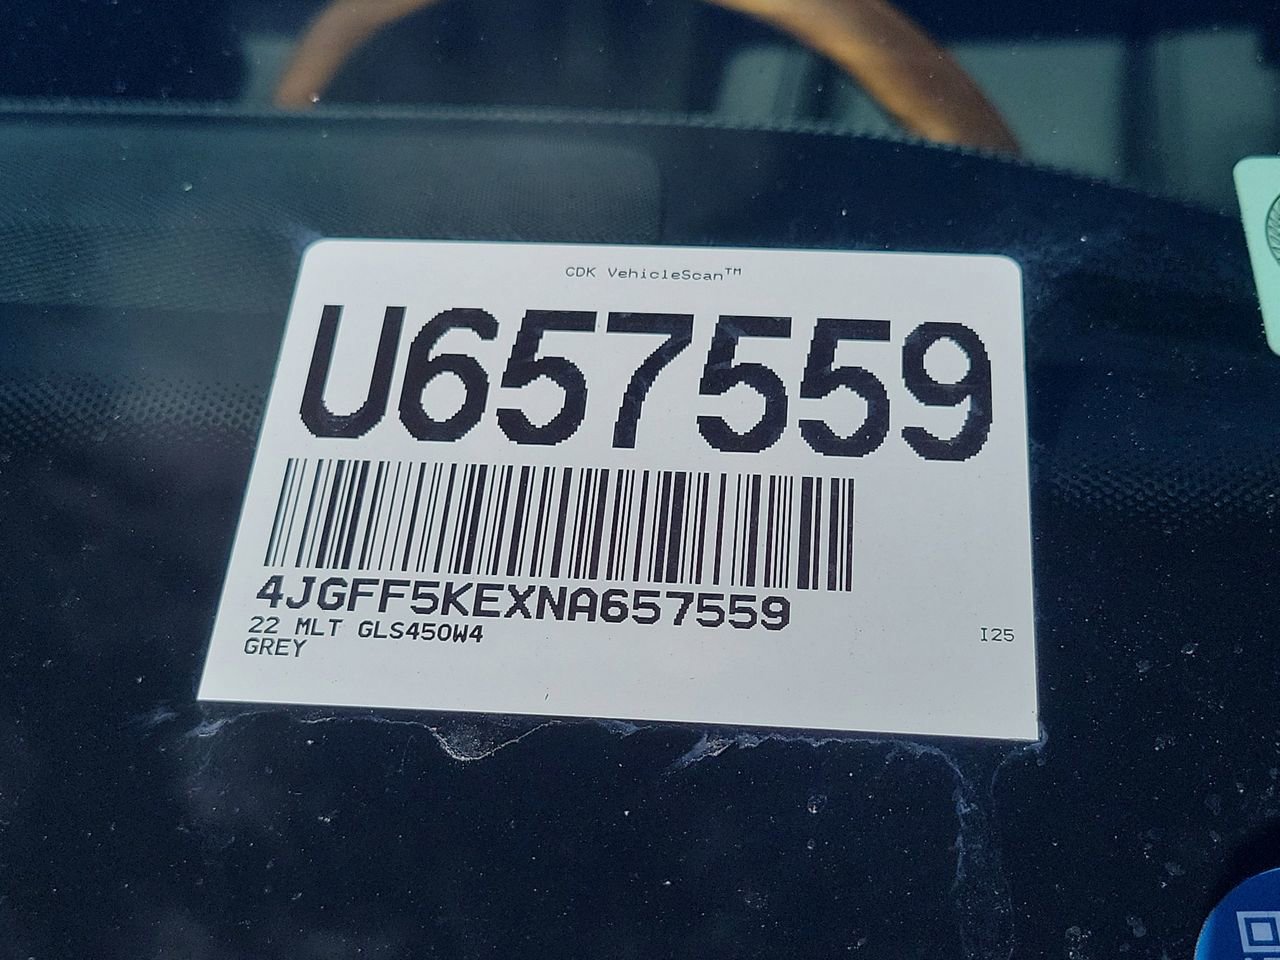 CDK VehicleScan™
U657559
4JGFF5KEXNA657559
22 MLT GLS450W4
I25
GREY